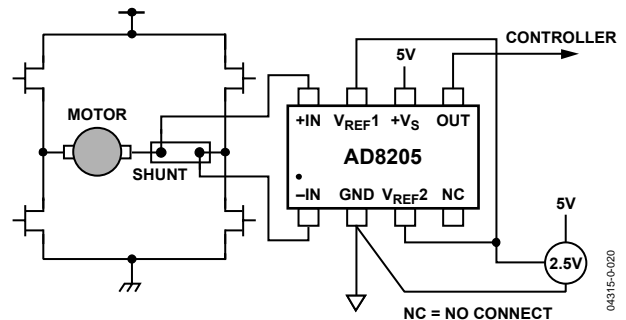 CONTROLLER
5V
+IN VREF1 +VS OUT
MOTOR
AD8205
SHUNT
–IN GND VREF2 NC
5V
2.5V
NC = NO CONNECT
04315-0-020